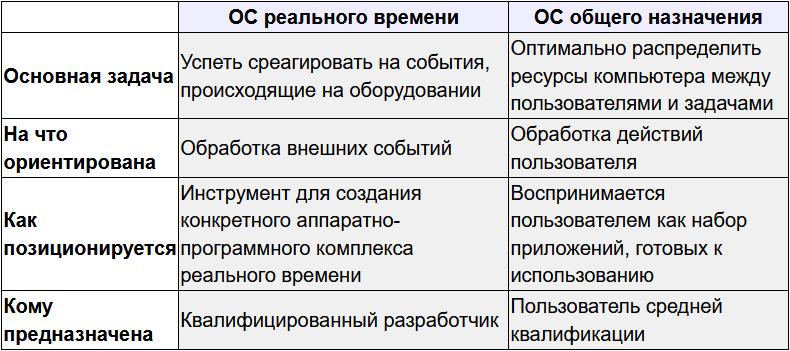 ОС реального времени
ОС общего назначения
Основная задача
Успеть среагировать на события,
происходящие на оборудовании
Оптимально распределить
ресурсы компьютера между
пользователями и задачами
На что
ориентирована
Обработка внешних событий
Обработка действий
пользователя
Как
позиционируется
Инструмент для создания
конкретного аппаратно-
программного комплекса
реального времени
Воспринимается
пользователем как набор
приложений, готовых к
использованию
Кому
предназначена
Квалифицированный разработчик
Пользователь средней
квалификации